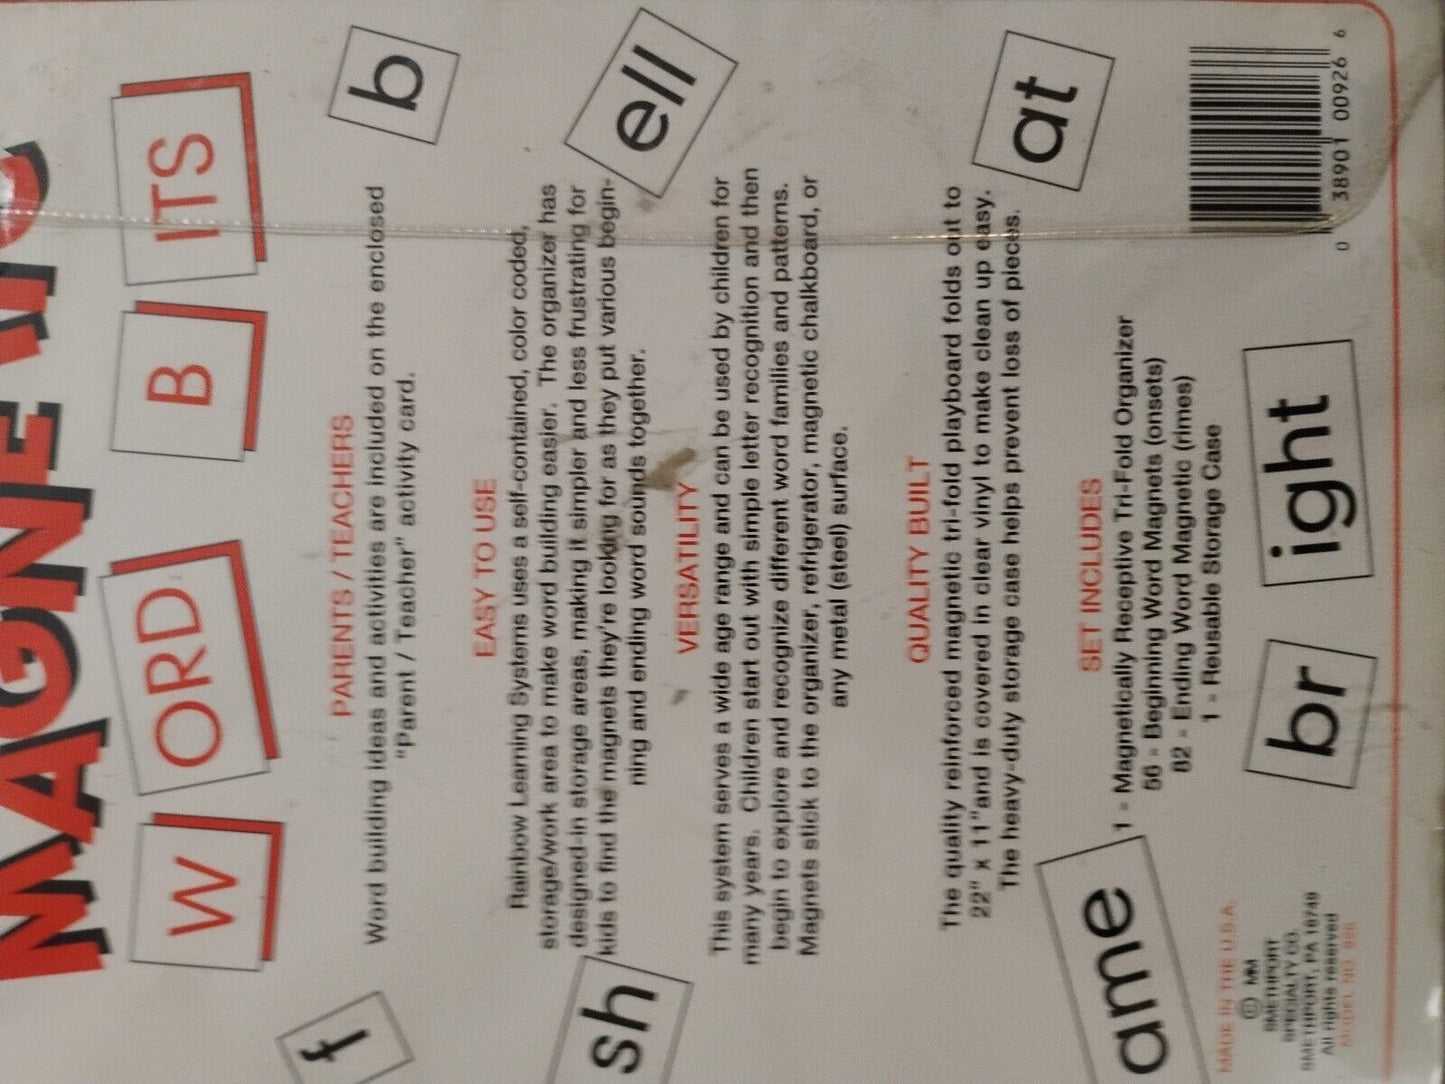 MAGNETIC
W ORD B ITS
b
f
PARENTS / TEACHERS
Word building ideas and activities are included on the enclosed
"Parent / Teacher" activity card.
ell
EASY TO USE
Rainbow Learning Systems uses a self-contained, color coded,
storage/work area to make word building easier. The organizer has
designed-in storage areas, making it simpler and less frustrating for
kids to find the magnets they're looking for as they put various begin-
ning and ending word sounds together.
sh
VERSATILITY
This system serves a wide age range and can be used by children for
many years. Children start out with simple letter recognition and then
begin to explore and recognize different word families and patterns.
Magnets stick to the organizer, refrigerator, magnetic chalkboard, or
any metal (steel) surface.
QUALITY BUILT
The quality reinforced magnetic tri-fold playboard folds out to
22" x 11" and is covered in clear vinyl to make clean up easy.
The heavy-duty storage case helps prevent loss of pieces.
at
ame
SET INCLUDES
1 - Magnetically Receptive Tri-Fold Organizer
56 - Beginning Word Magnets (onsets)
82 - Ending Word Magnetic (rimes)
1 - Reusable Storage Case
br ight
MADE IN THE U.S.A.
© MM
SMETHPORT
SPECIALTY CO.
SMETHPORT, PA 16749
All rights reserved
MODEL NO. 926
0 38901 00926 6